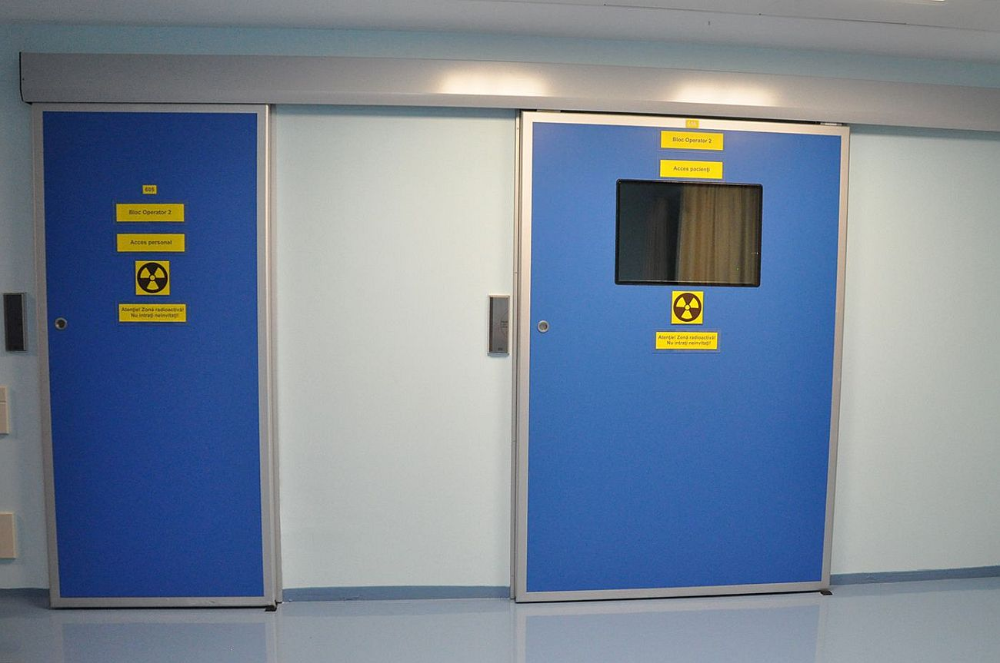 605
Bloc Operator 2
Acces personal
Atenţie! Zonă radioactivă!
Nu intraţi neinvitaţi!
Bloc Operator 2
Acces pacienţi
Atenţie! Zonă radioactivă!
Nu intraţi neinvitaţi!